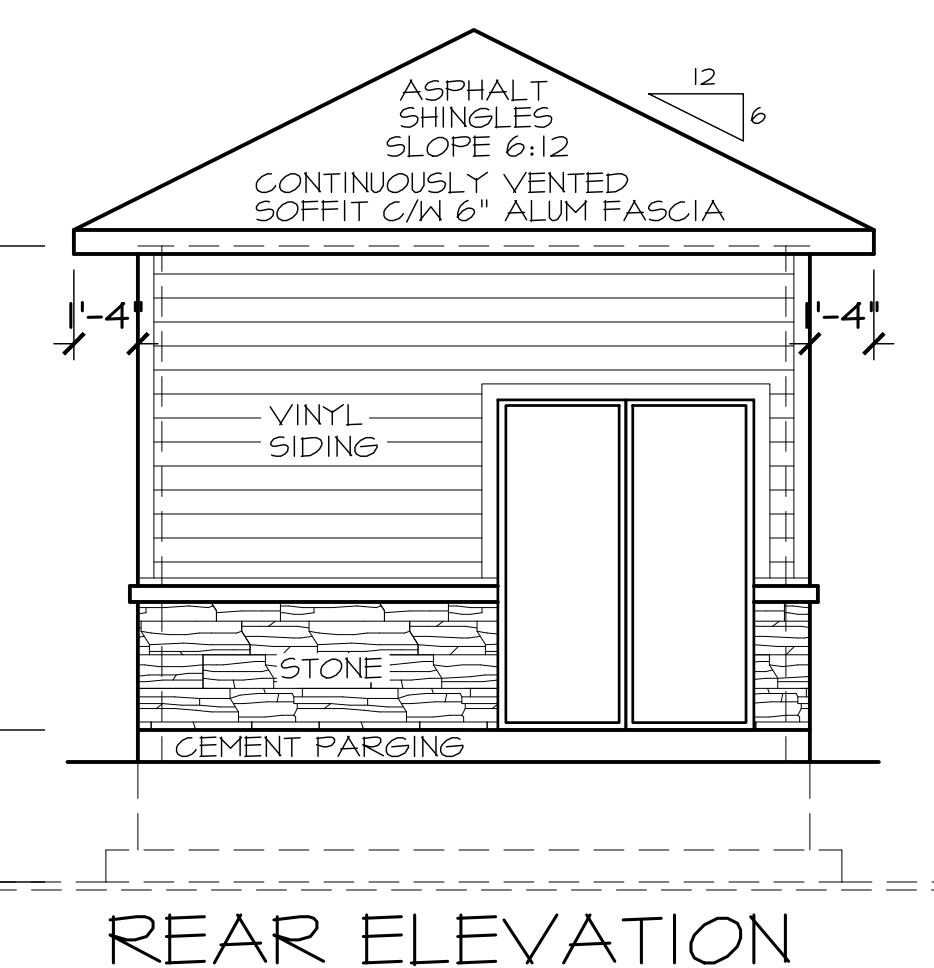 12
6
ASPHALT
SHINGLES
SLOPE 6:12
CONTINUOUSLY VENTED
SOFFIT C/W 6" ALUM FASCIA
1'-4"
1'-4"
VINYL
SIDING
STONE
CEMENT PARGING
REAR ELEVATION